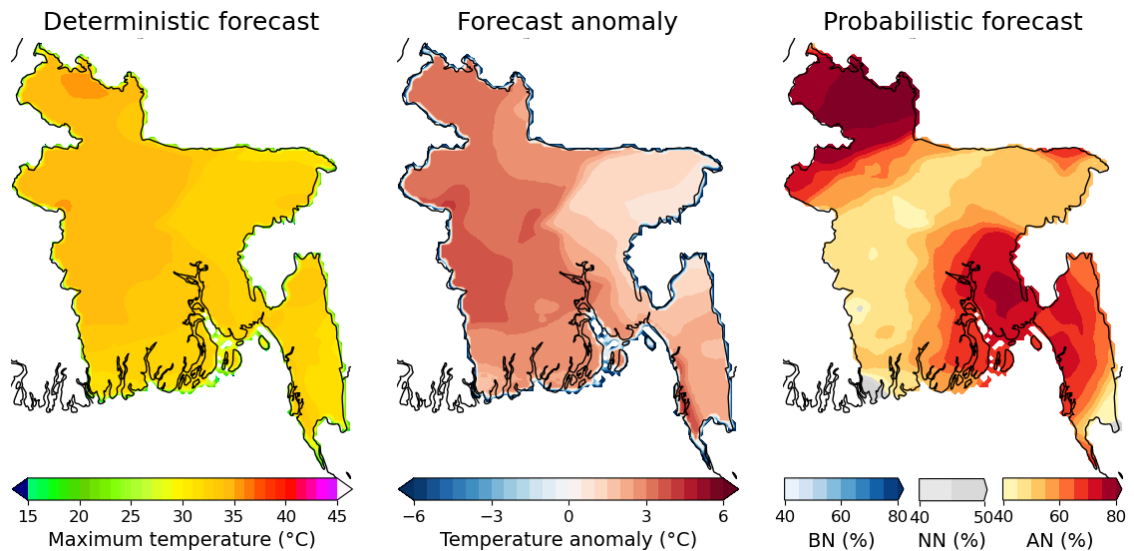 Deterministic forecast
Forecast anomaly
Probabilistic forecast
15 20 25 30 35 40 45
Maximum temperature (°C)
−6 −3 0 3 6
Temperature anomaly (°C)
40 60 80
BN (%)
40 50
NN (%)
40 60 80
AN (%)